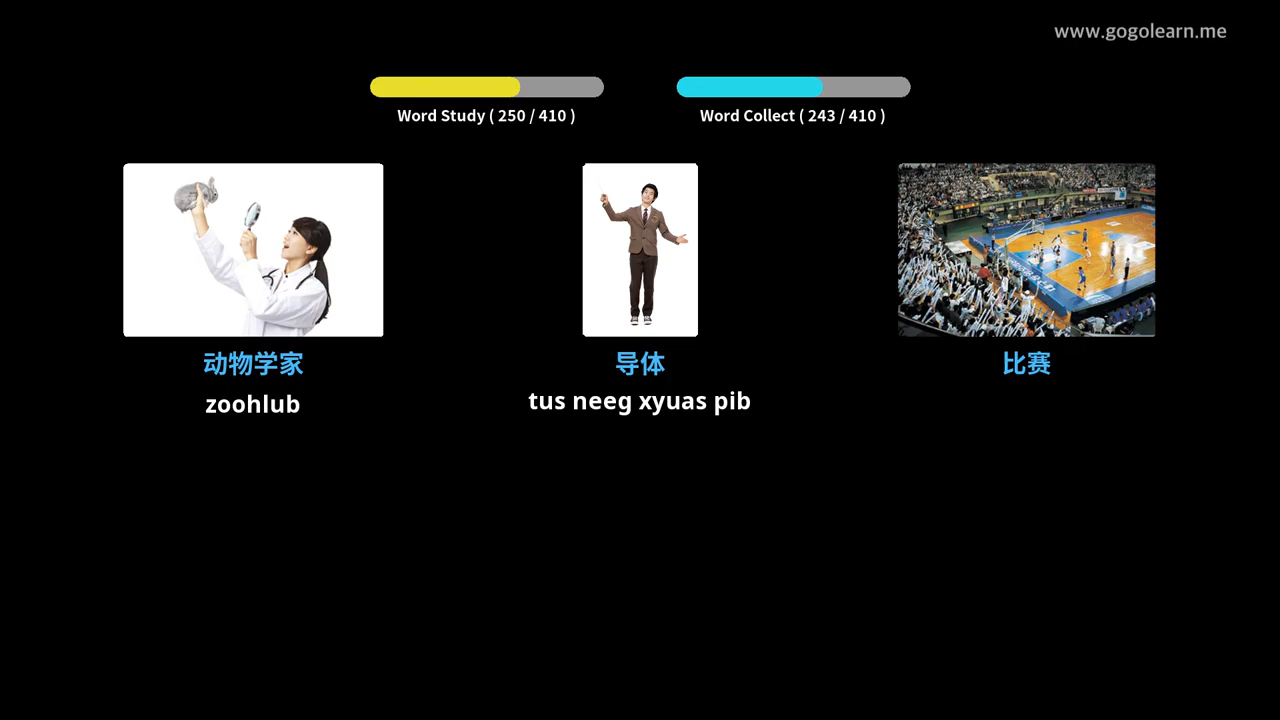 www.gogolearn.me
Word Study ( 250 / 410 )
Word Collect ( 243 / 410 )
动物学家
导体
比赛
zoohlub
tus neeg xyuas pib